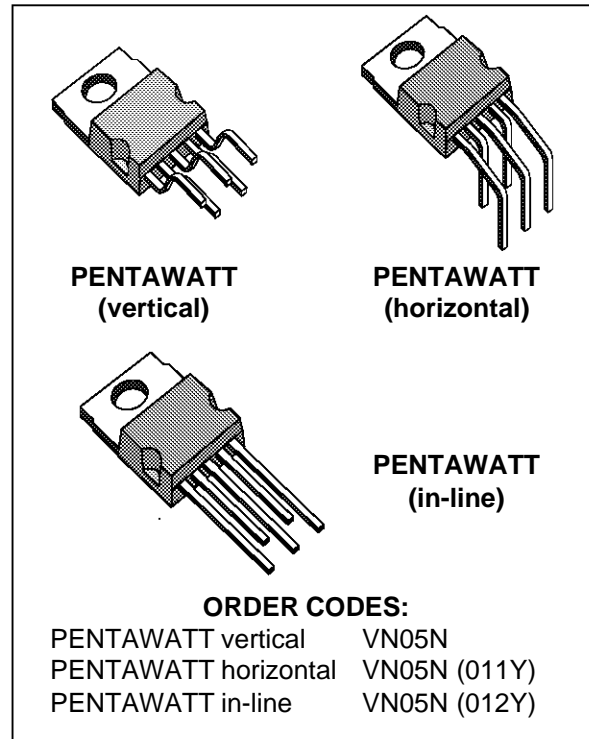 PENTAWATT
(vertical)
PENTAWATT
(horizontal)
PENTAWATT
(in-line)
ORDER CODES:
PENTAWATT vertical VN05N
PENTAWATT horizontal VN05N (011Y)
PENTAWATT in-line VN05N (012Y)